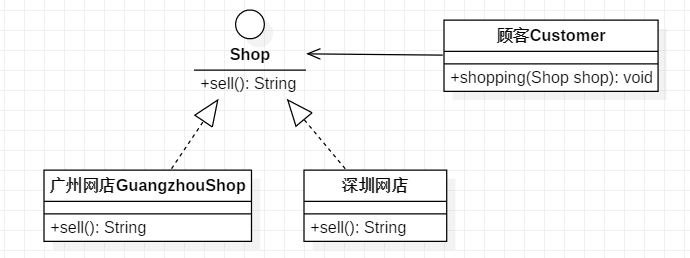 Shop
+sell(): String
顾客Customer
+shopping(Shop shop): void
广州网店GuangzhouShop
+sell(): String
深圳网店
+sell(): String